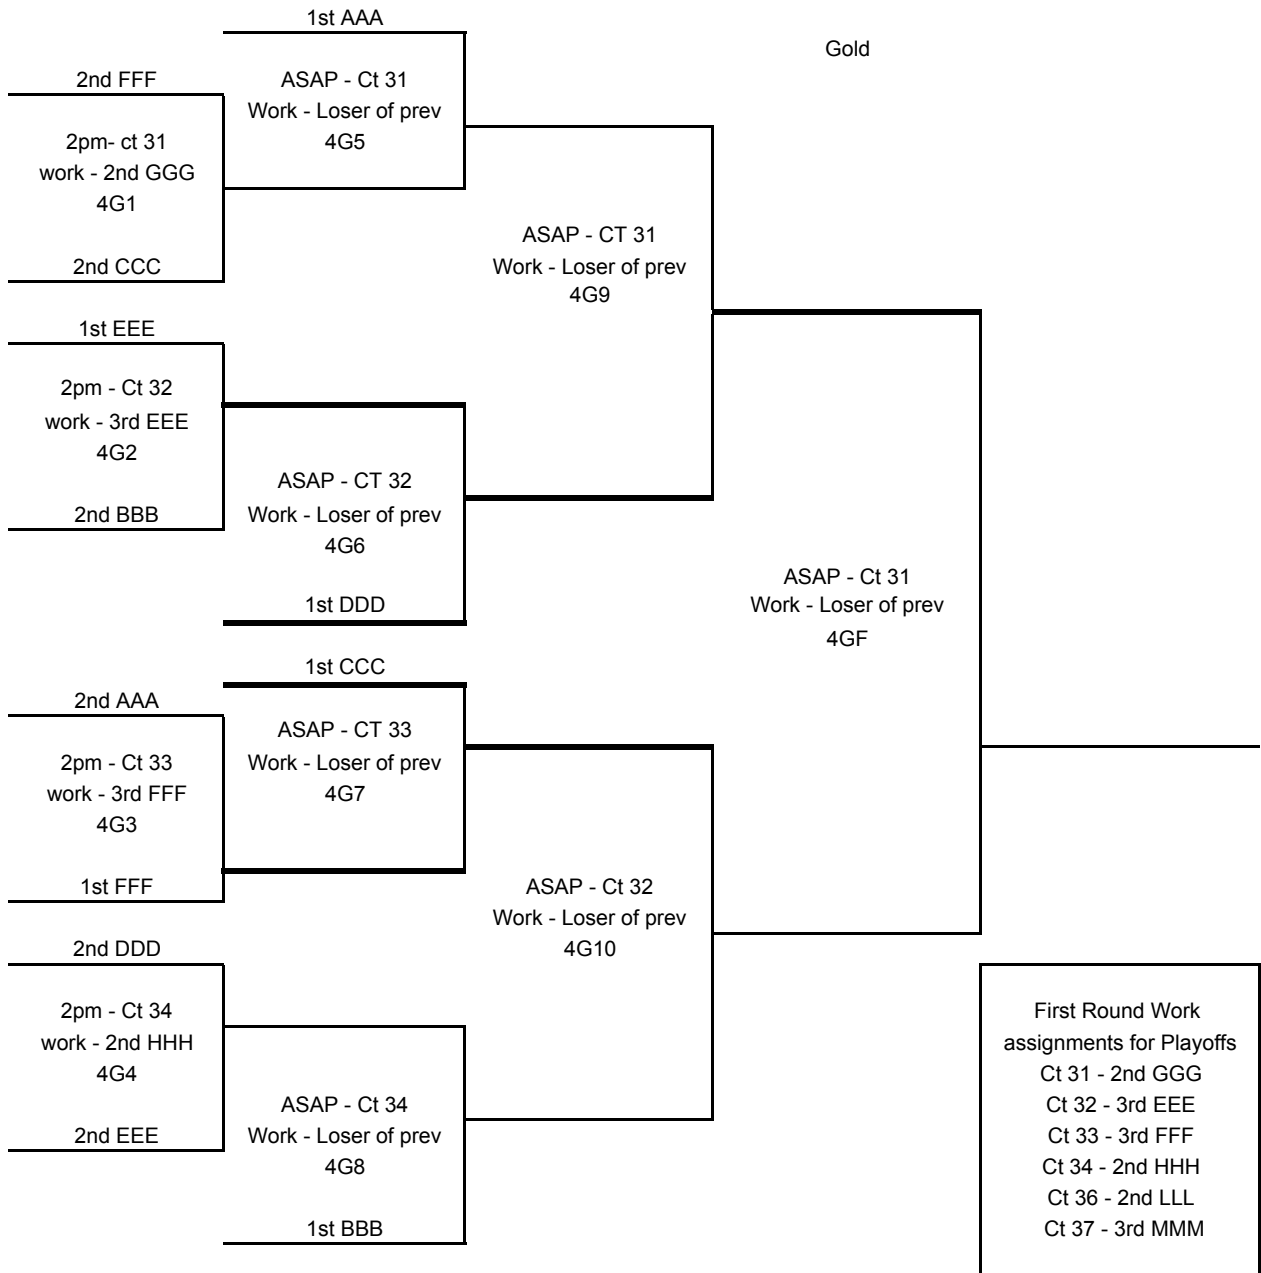 1st AAA
Gold
2nd FFF
2pm- ct 31
work - 2nd GGG
4G1
2nd CCC
ASAP - Ct 31
Work - Loser of prev
4G5
1st EEE
2pm - Ct 32
work - 3rd EEE
4G2
2nd BBB
ASAP - CT 32
Work - Loser of prev
4G6
1st DDD
ASAP - CT 31
Work - Loser of prev
4G9
1st CCC
2nd AAA
2pm - Ct 33
work - 3rd FFF
4G3
1st FFF
ASAP - CT 33
Work - Loser of prev
4G7
2nd DDD
2pm - Ct 34
work - 2nd HHH
4G4
2nd EEE
ASAP - Ct 34
Work - Loser of prev
4G8
1st BBB
ASAP - Ct 32
Work - Loser of prev
4G10
ASAP - Ct 31
Work - Loser of prev
4GF
First Round Work
assignments for Playoffs
Ct 31 - 2nd GGG
Ct 32 - 3rd EEE
Ct 33 - 3rd FFF
Ct 34 - 2nd HHH
Ct 36 - 2nd LLL
Ct 37 - 3rd MMM